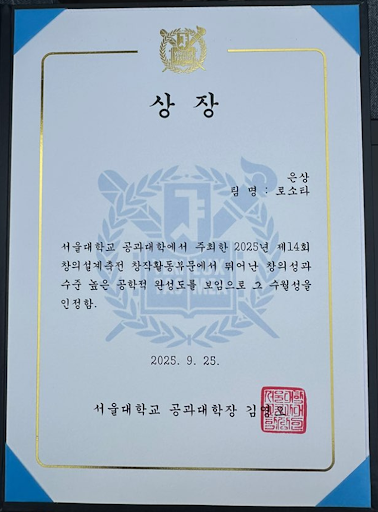 상 장
은상
팀 명 : 로소타
서울대학교 공과대학에서 주최한 2025년 제14회
창의설계축전 창작활동부문에서 뛰어난 창의성과
수준 높은 공학적 완성도를 보임으로 그 수월성을
인정함.
2025. 9. 25.
서울대학교 공과대학장 김영오